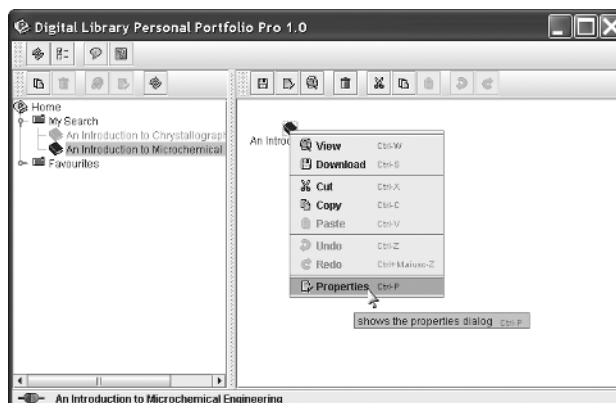 Digital Library Personal Portfolio Pro 1.0
Home
My Search
An Introduction to Chrystallograph
An Introduction to Microchemical
Favourites
An Introd
View Ctrl-W
Download Ctrl-S
Cut Ctrl-X
Copy Ctrl-C
Paste Ctrl-V
Undo Ctrl-Z
Redo Ctrl+Maiusc-Z
Properties Ctrl-P
shows the properties dialog Ctrl-P
An Introduction to Microchemical Engineering